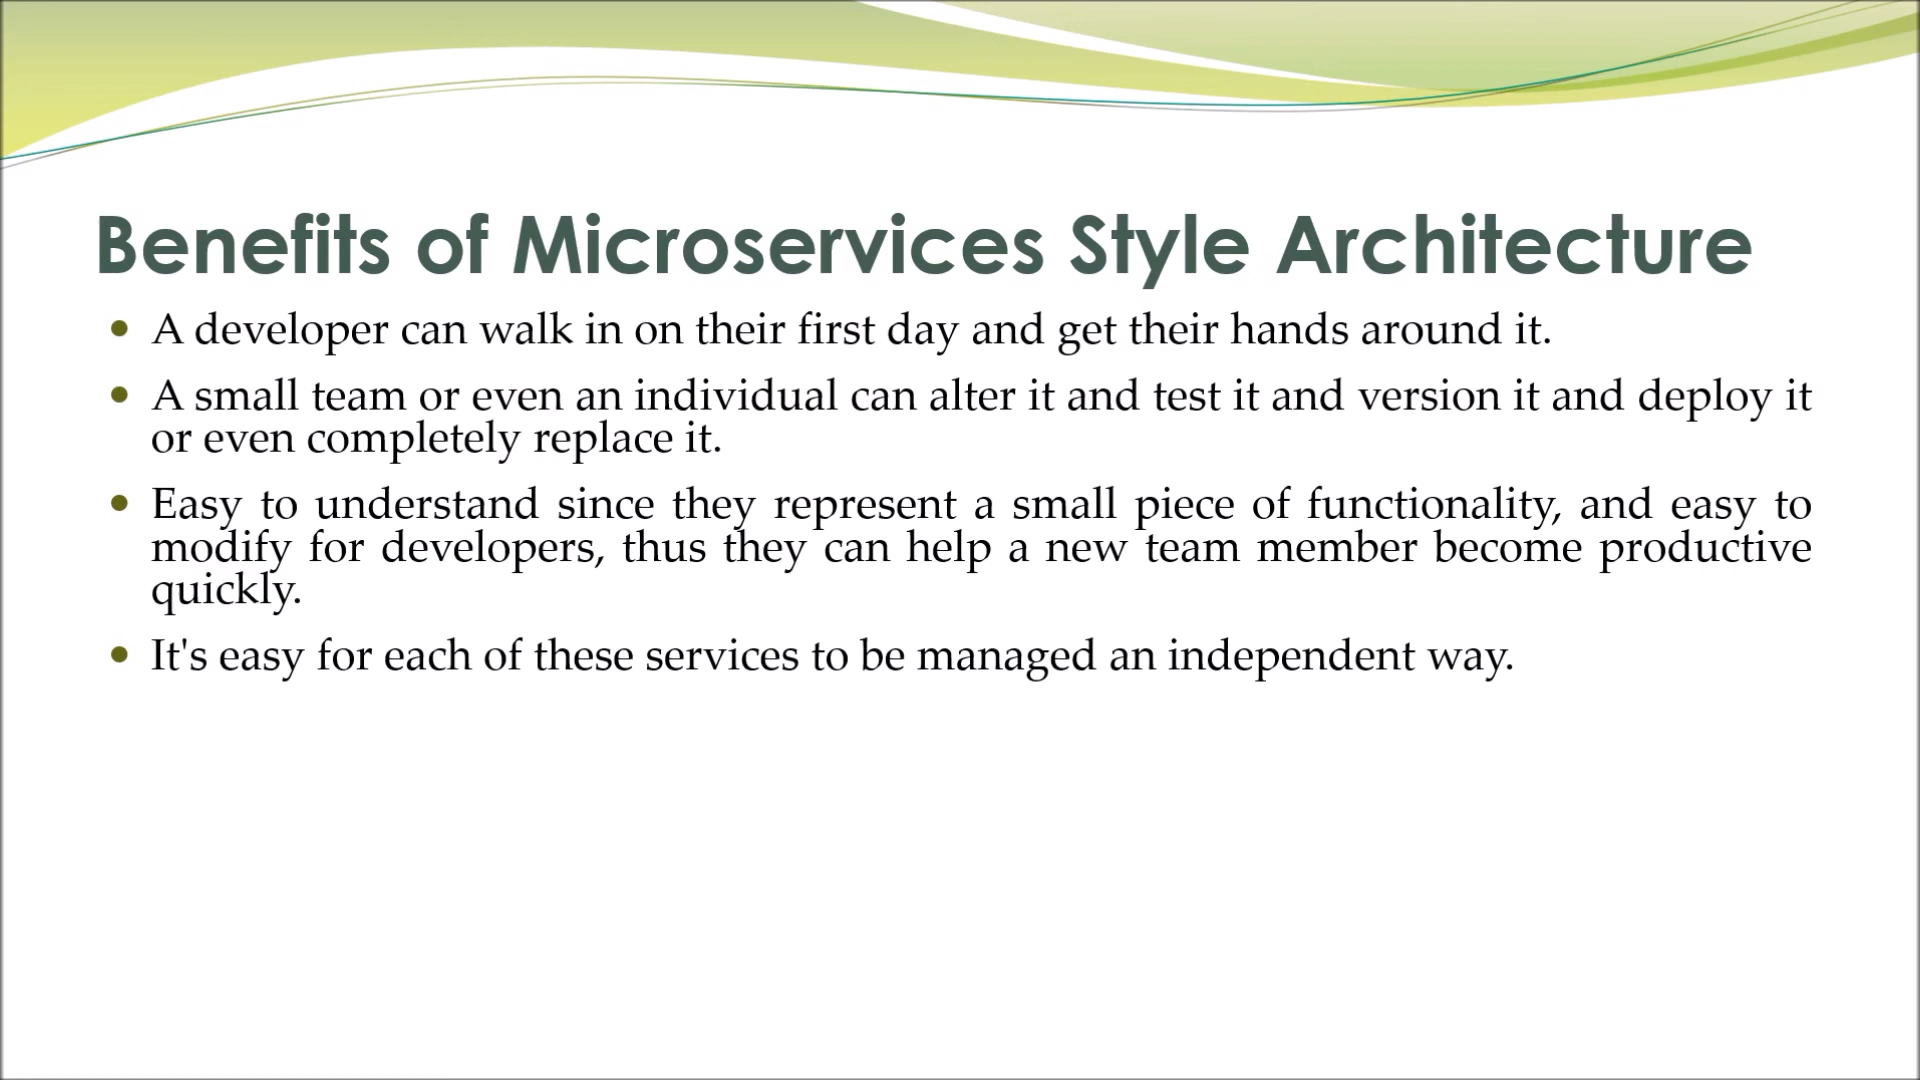 Benefits of Microservices Style Architecture
• A developer can walk in on their first day and get their hands around it.
• A small team or even an individual can alter it and test it and version it and deploy it
or even completely replace it.
• Easy to understand since they represent a small piece of functionality, and easy to
modify for developers, thus they can help a new team member become productive
quickly.
• It's easy for each of these services to be managed an independent way.